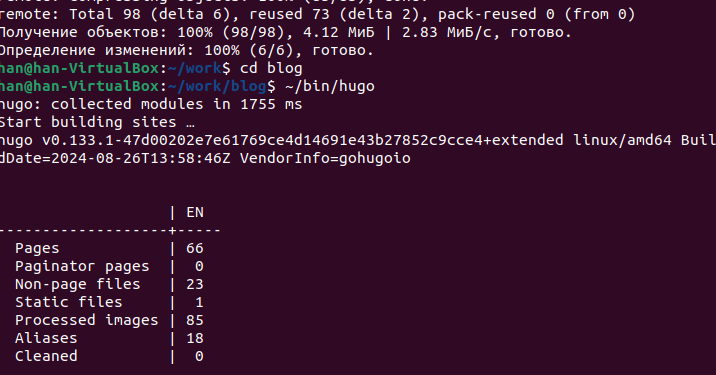 remote: Total 98 (delta 6), reused 73 (delta 2), pack-reused 0 (from 0)
Получение объектов: 100% (98/98), 4.12 МиБ | 2.83 МиБ/с, готово.
Определение изменений: 100% (6/6), готово.
han@han-VirtualBox:~/work$ cd blog
han@han-VirtualBox:~/work/blog$ ~/bin/hugo
hugo: collected modules in 1755 ms
Start building sites …
hugo v0.133.1-47d00202e7e61769ce4d14691e43b27852c9cce4+extended linux/amd64 Buil
dDate=2024-08-26T13:58:46Z VendorInfo=gohugoio
| EN
-------------------+-----
Pages | 66
Paginator pages | 0
Non-page files | 23
Static files | 1
Processed images | 85
Aliases | 18
Cleaned | 0